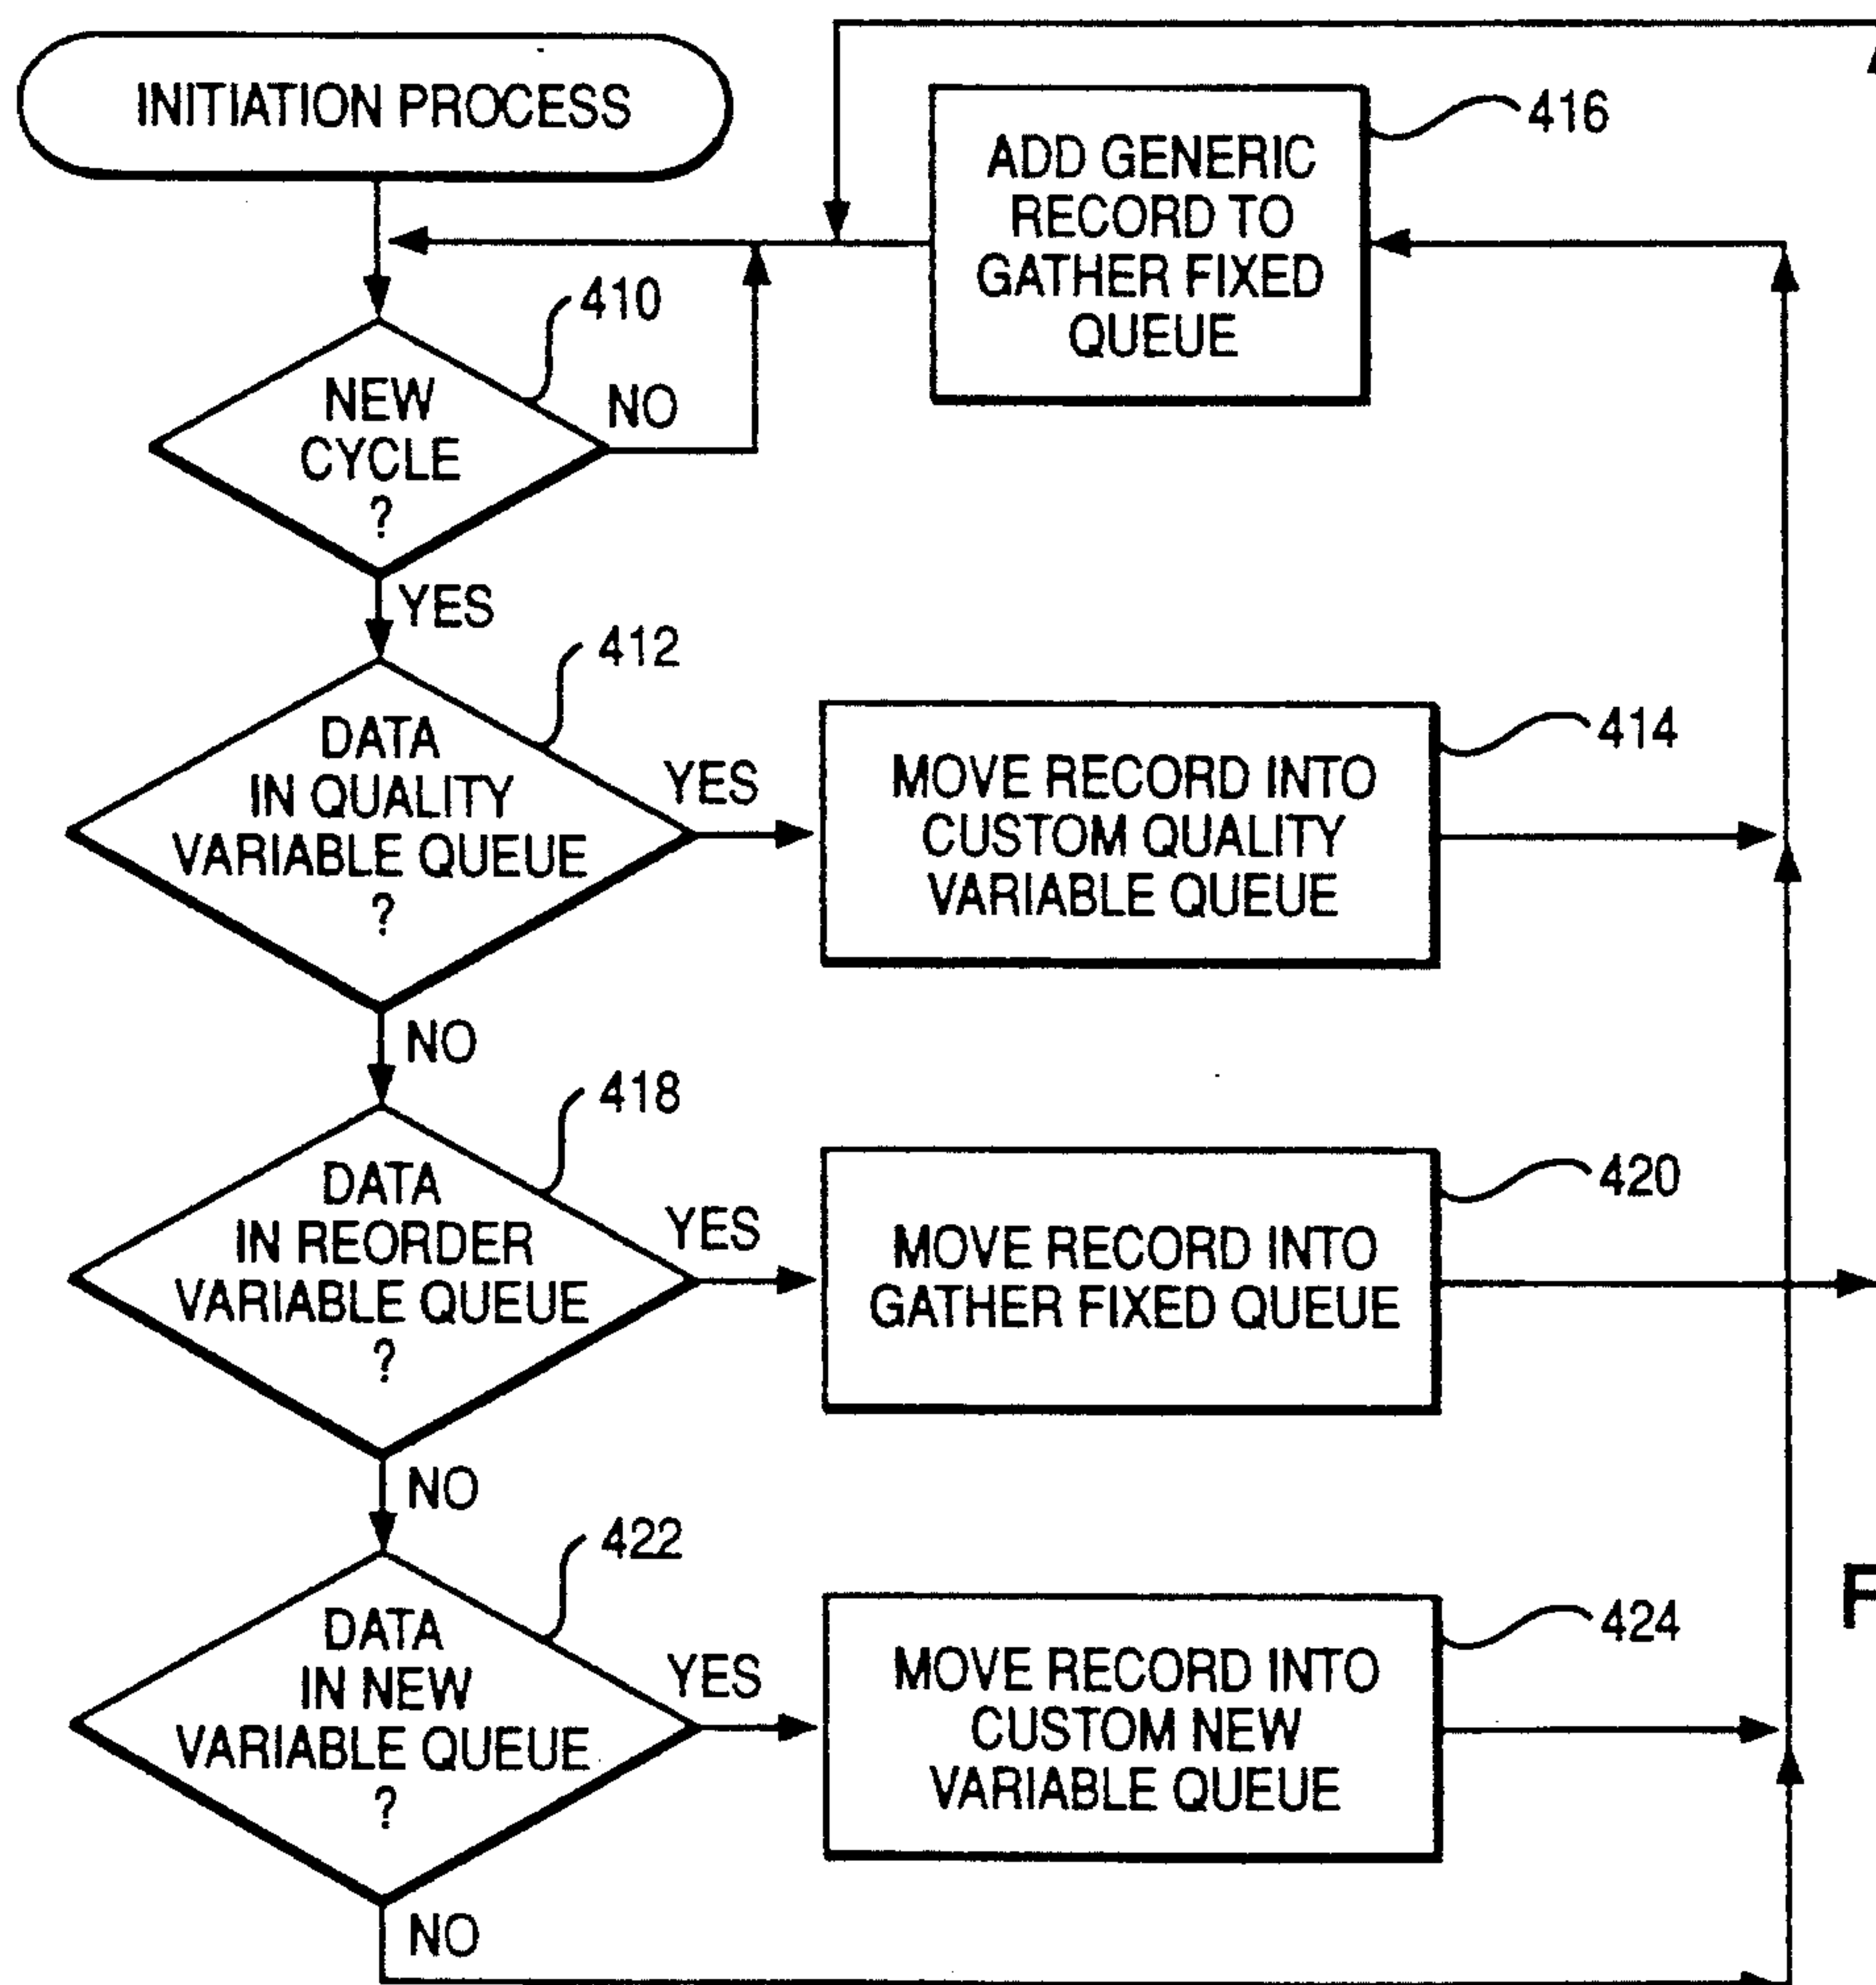 INITIATION PROCESS
416
ADD GENERIC
RECORD TO
GATHER FIXED
QUEUE
410
NEW
CYCLE
?
NO
YES
412
DATA
IN QUALITY
VARIABLE QUEUE
?
YES
414
MOVE RECORD INTO
CUSTOM QUALITY
VARIABLE QUEUE
NO
418
DATA
IN REORDER
VARIABLE QUEUE
?
YES
420
MOVE RECORD INTO
GATHER FIXED QUEUE
NO
422
DATA
IN NEW
VARIABLE QUEUE
?
YES
424
MOVE RECORD INTO
CUSTOM NEW
VARIABLE QUEUE
NO